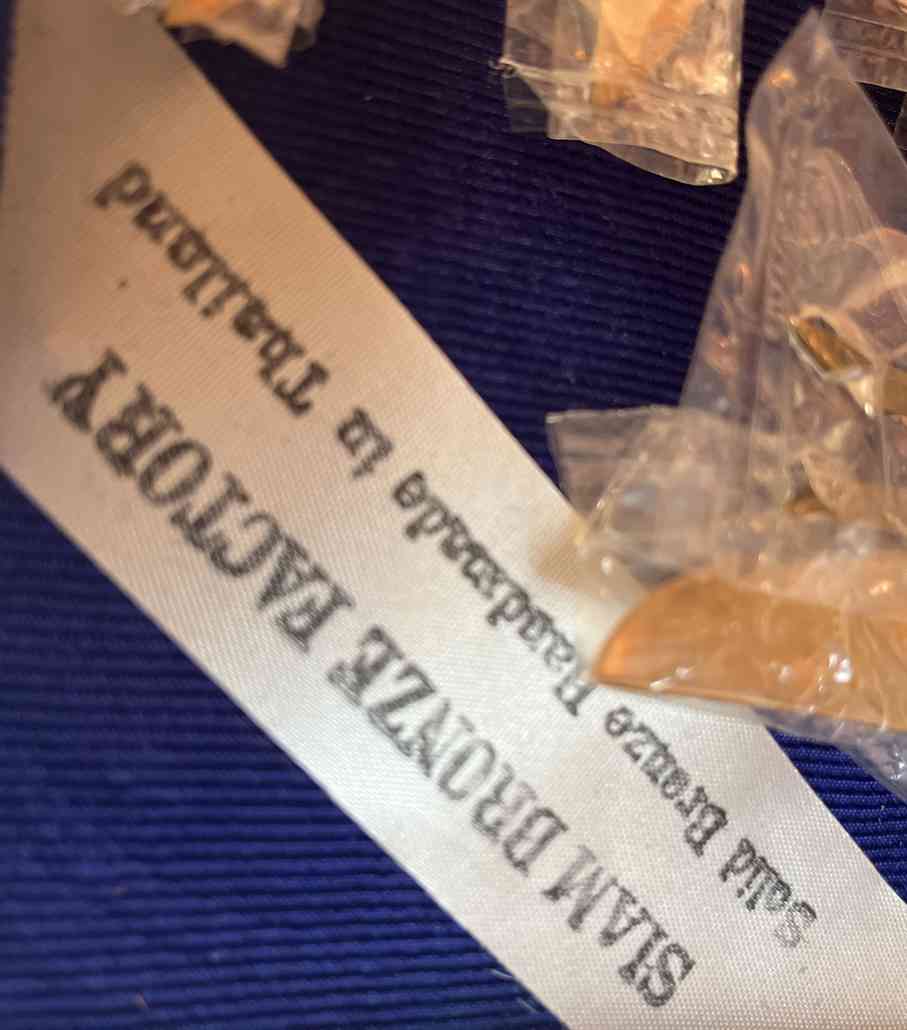 SIAM BRONZE FACTORY
Solid Bronze Handmade in Thailand